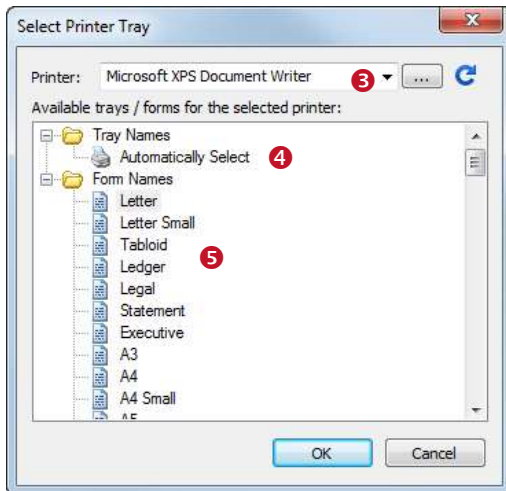 Select Printer Tray
Printer: Microsoft XPS Document Writer 3 ...
Available trays / forms for the selected printer:
Tray Names
Automatically Select 4
Form Names
Letter
Letter Small
Tabloid
Ledger 5
Legal
Statement
Executive
A3
A4
A4 Small
OK Cancel